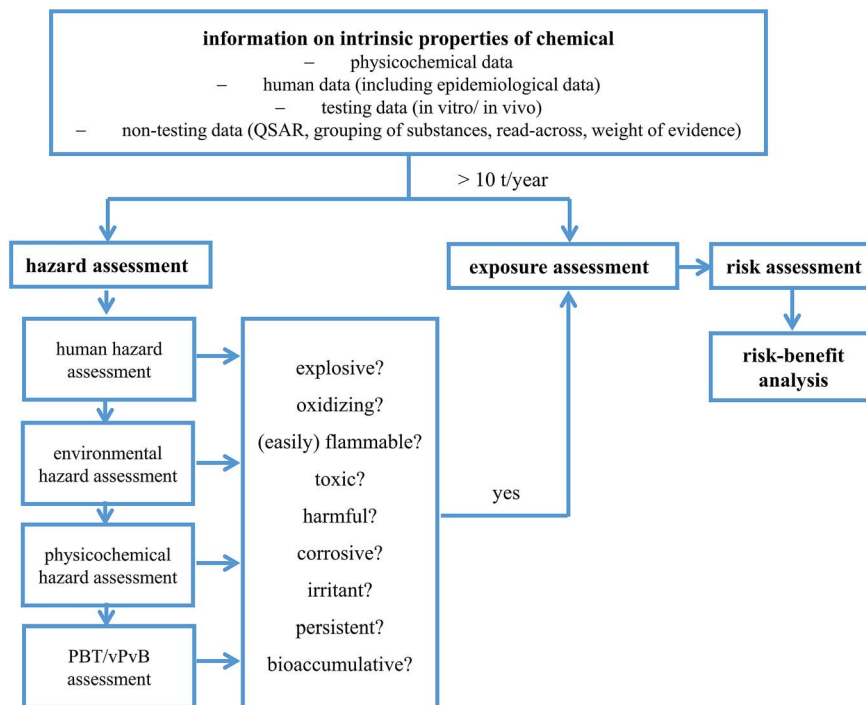 information on intrinsic properties of chemical
– physicochemical data
– human data (including epidemiological data)
– testing data (in vitro/ in vivo)
– non-testing data (QSAR, grouping of substances, read-across, weight of evidence)
> 10 t/year
hazard assessment
exposure assessment
risk assessment
human hazard
assessment
environmental
hazard assessment
physicochemical
hazard assessment
PBT/vPvB
assessment
explosive?
oxidizing?
(easily) flammable?
toxic?
harmful?
corrosive?
irritant?
persistent?
bioaccumulative?
yes
risk-benefit
analysis